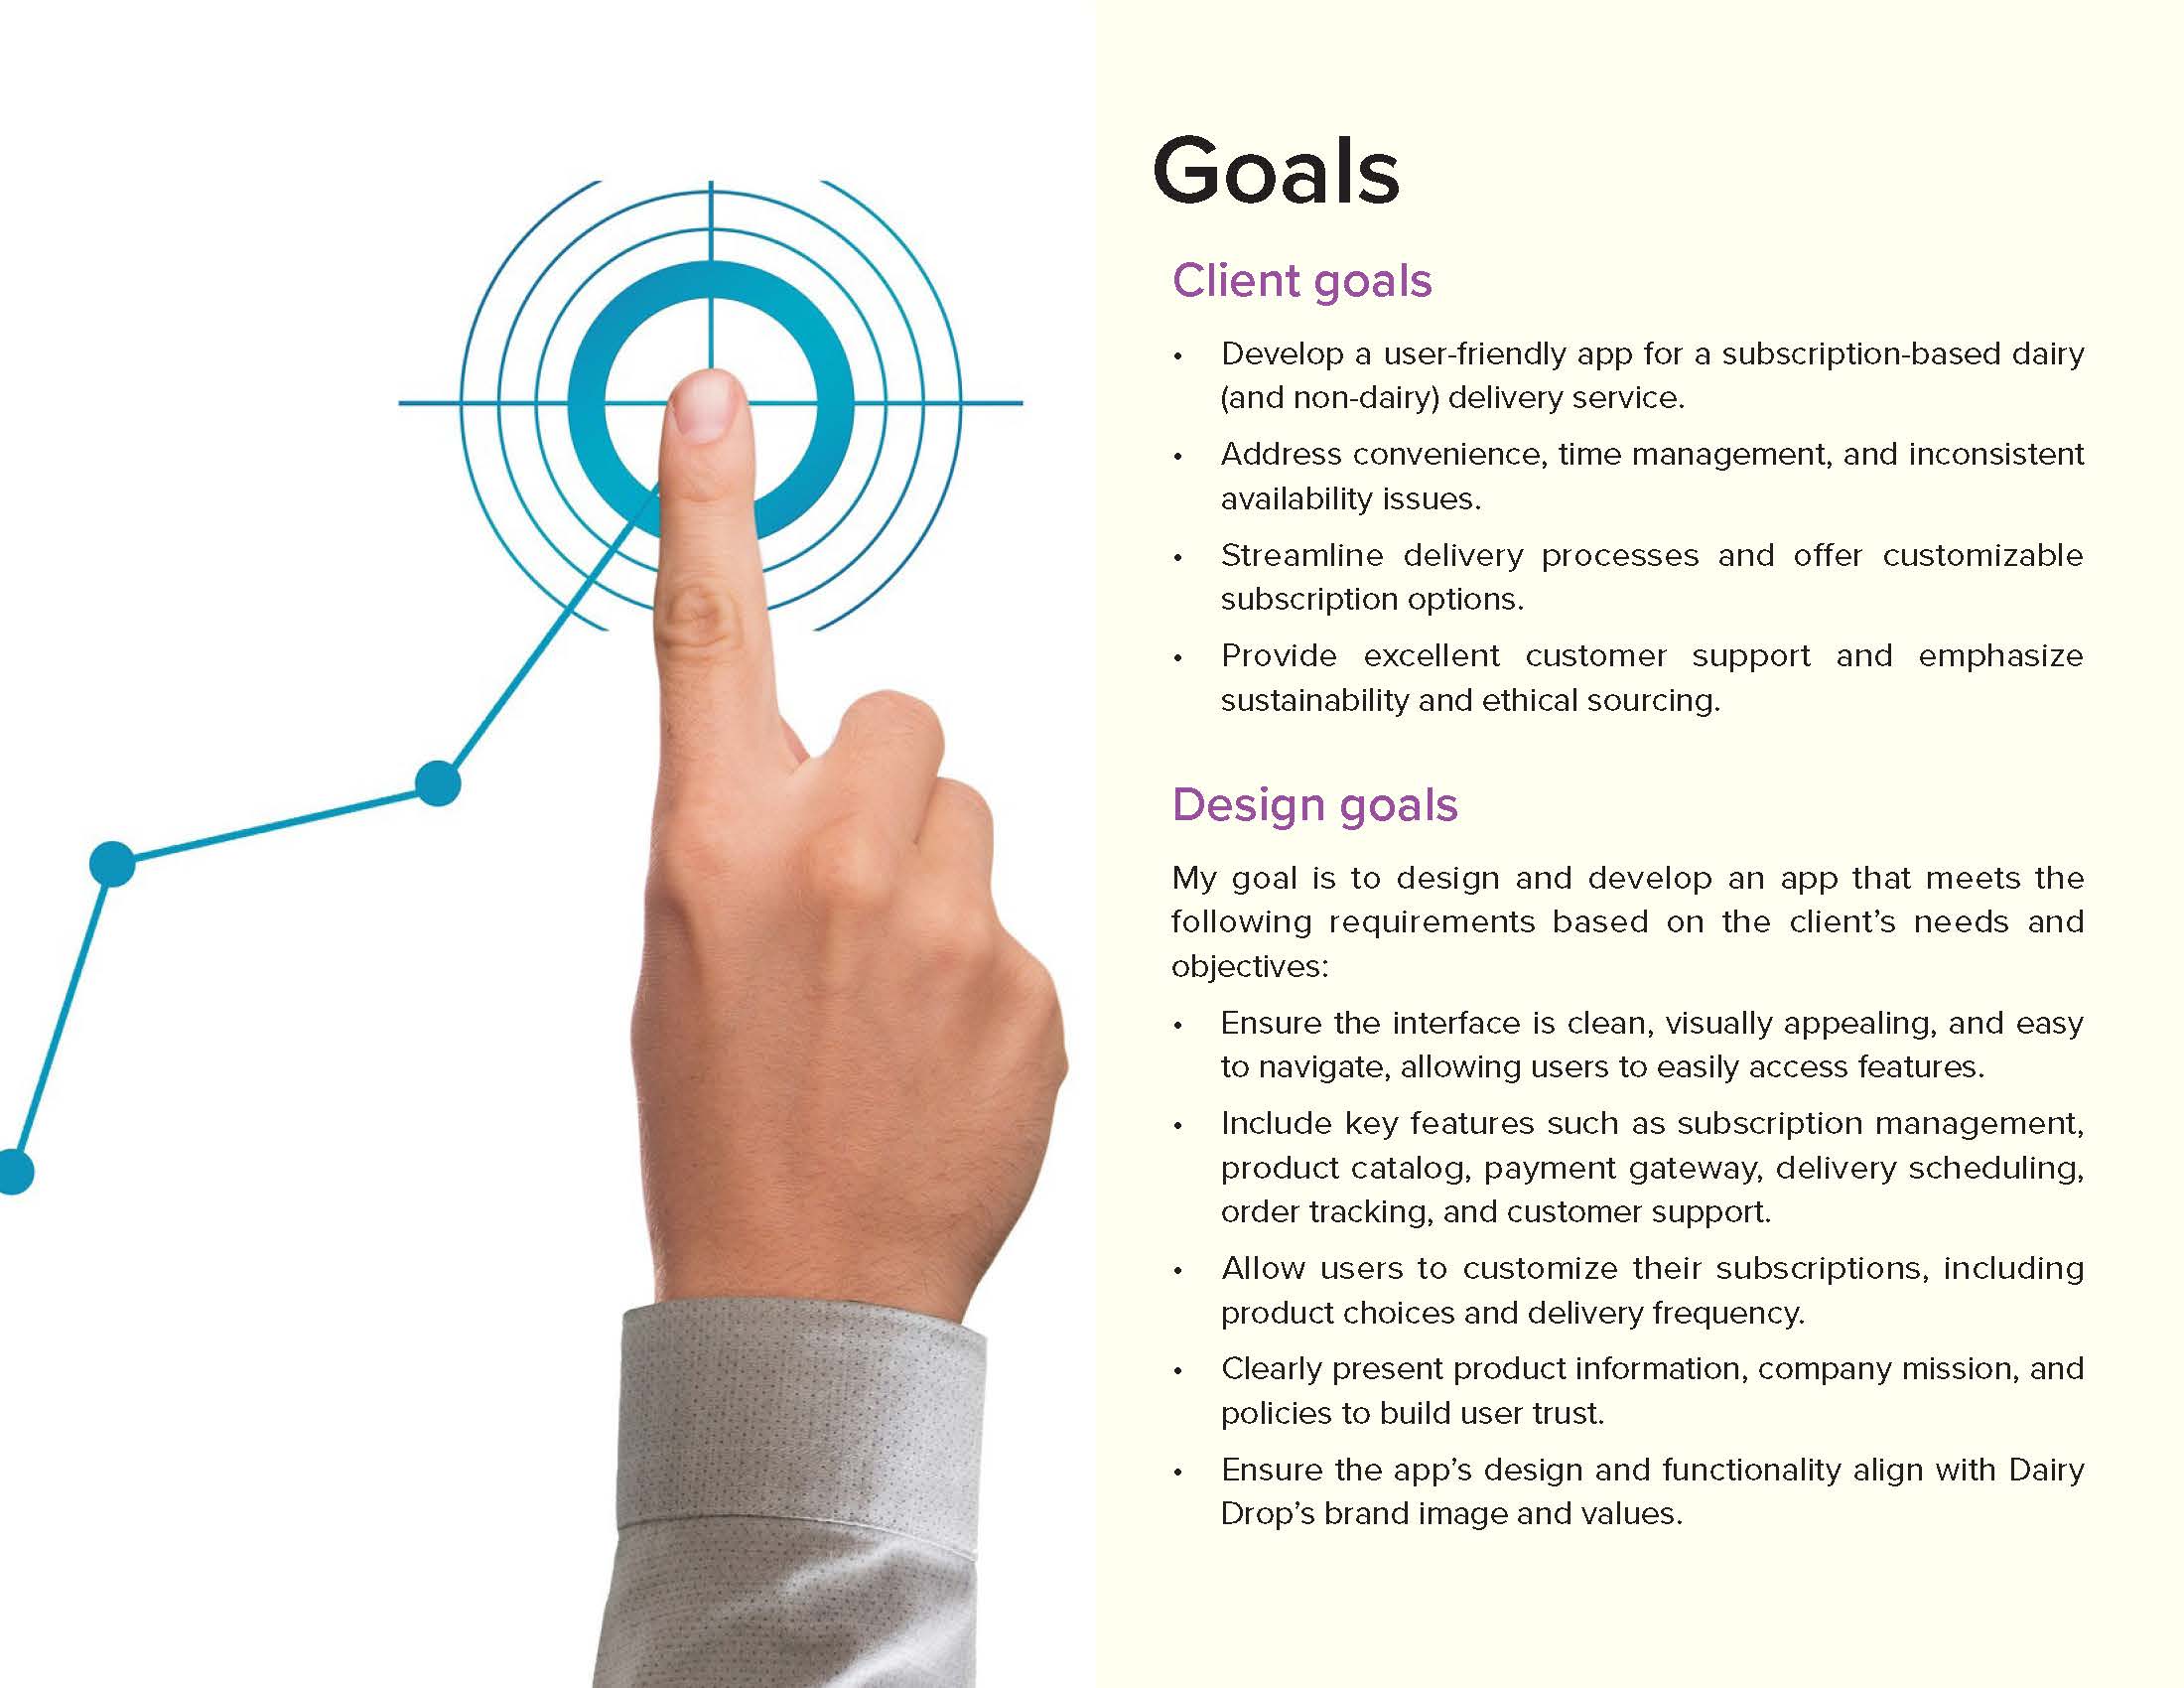 Goals
Client goals
• Develop a user-friendly app for a subscription-based dairy
(and non-dairy) delivery service.
• Address convenience, time management, and inconsistent
availability issues.
• Streamline delivery processes and offer customizable
subscription options.
• Provide excellent customer support and emphasize
sustainability and ethical sourcing.
Design goals
My goal is to design and develop an app that meets the
following requirements based on the client’s needs and
objectives:
• Ensure the interface is clean, visually appealing, and easy
to navigate, allowing users to easily access features.
• Include key features such as subscription management,
product catalog, payment gateway, delivery scheduling,
order tracking, and customer support.
• Allow users to customize their subscriptions, including
product choices and delivery frequency.
• Clearly present product information, company mission, and
policies to build user trust.
• Ensure the app’s design and functionality align with Dairy
Drop’s brand image and values.